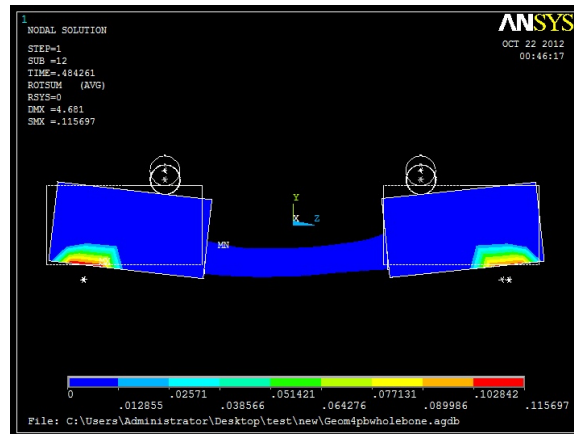 1
ANSYS
NODAL SOLUTION
OCT 22 2012
00:46:17
STEP=1
SUB =12
TIME=.484261
ROTSUM (AVG)
RSYS=0
DMX =4.681
SMX =.115697
Y
X Z
MN
0 .02571 .051421 .077131 .102842
.012855 .038566 .064276 .089986 .115697
File: C:\Users\Administrator\Desktop\test\new\Geom4pbwholebone.agdb